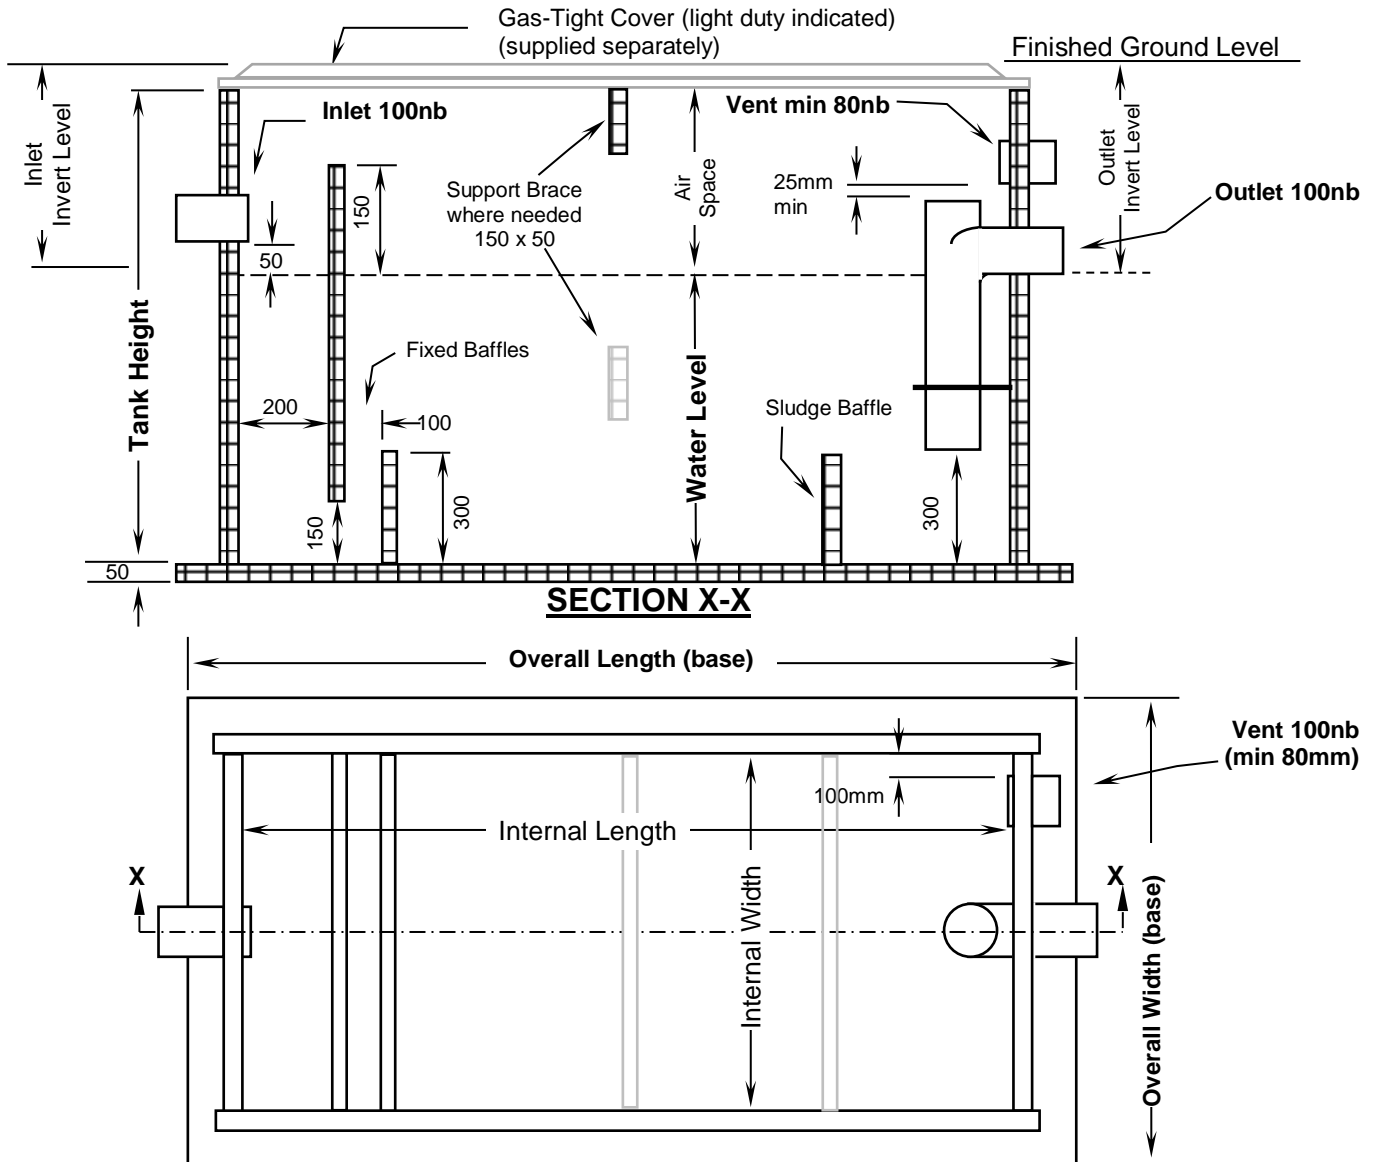 Gas-Tight Cover (light duty indicated)
(supplied separately)
Finished Ground Level
Inlet 100nb
Vent min 80nb
Inlet
Invert Level
Outlet
Invert Level
Air
Space
25mm
min
Support Brace
where needed
150 x 50
150
50
Outlet 100nb
Tank Height
Fixed Baffles
Water Level
200
100
Sludge Baffle
300
150
300
50
SECTION X-X
Overall Length (base)
Vent 100nb
(min 80mm)
100mm
Internal Length
X
X
Internal Width
Overall Width (base)